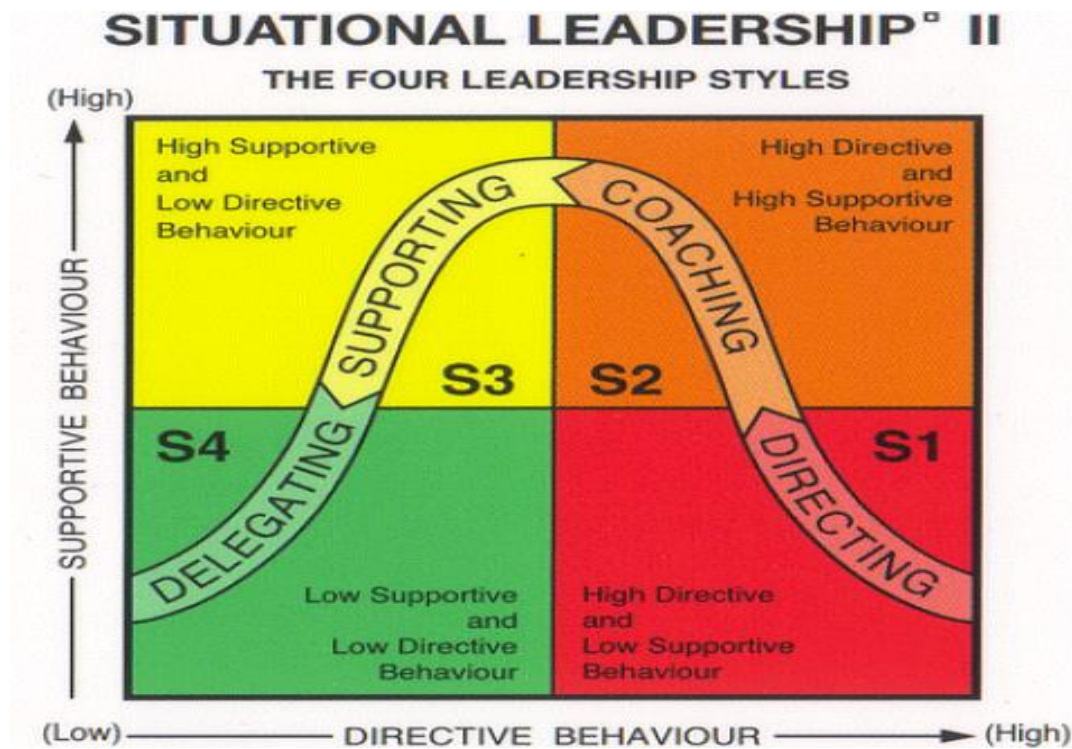 SITUATIONAL LEADERSHIP II
THE FOUR LEADERSHIP STYLES
(High)
High Supportive
and
Low Directive
Behaviour
High Directive
and
High Supportive
Behaviour
SUPPORTING
COACHING
SUPPORTIVE BEHAVIOUR
S3
S2
S4
S1
DELEGATING
DIRECTING
Low Supportive
and
Low Directive
Behaviour
High Directive
and
Low Supportive
Behaviour
(Low)
DIRECTIVE BEHAVIOUR
(High)